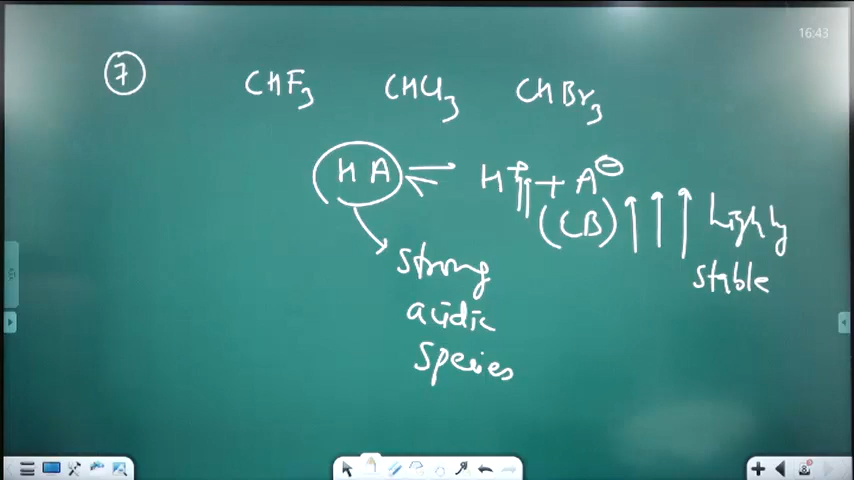 16:43
7 CHF3 CHCl3 CHBr3
HA ⇌ H⊕ + A⊖
(CB) ↑ ↑ ↑ highly
stable
strong
acidic
species